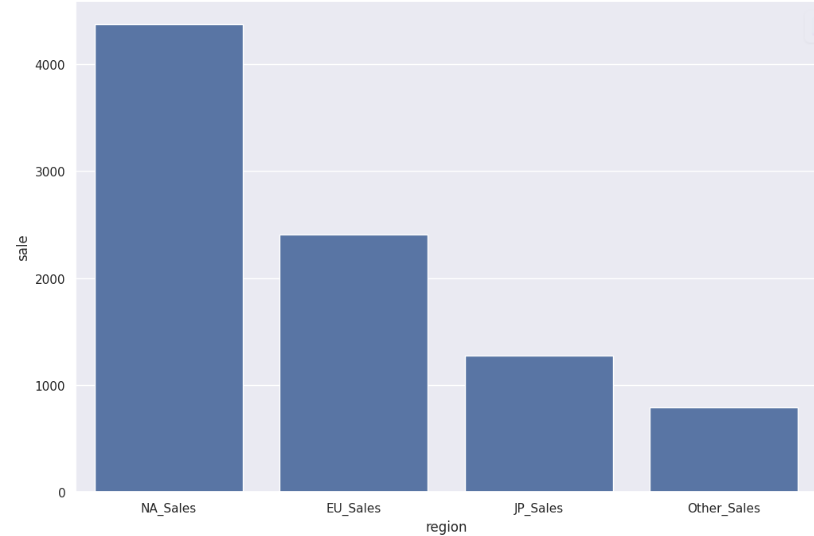 4000
3000
2000
1000
0
sale
NA_Sales
EU_Sales
JP_Sales
Other_Sales
region